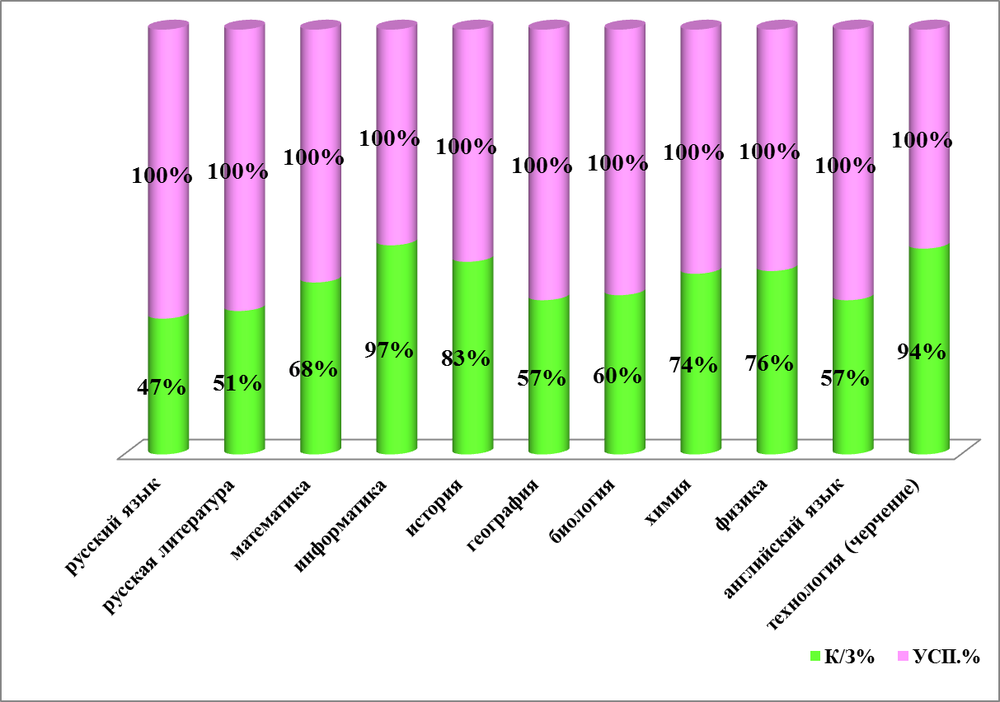 100% 100% 100% 100% 100% 100% 100% 100% 100% 100% 100%
47% 51% 68% 97% 83% 57% 60% 74% 76% 57% 94%
русский язык
русская литература
математика
информатика
история
география
биология
химия
физика
английский язык
технология (черчение)
К/З% УСП.%